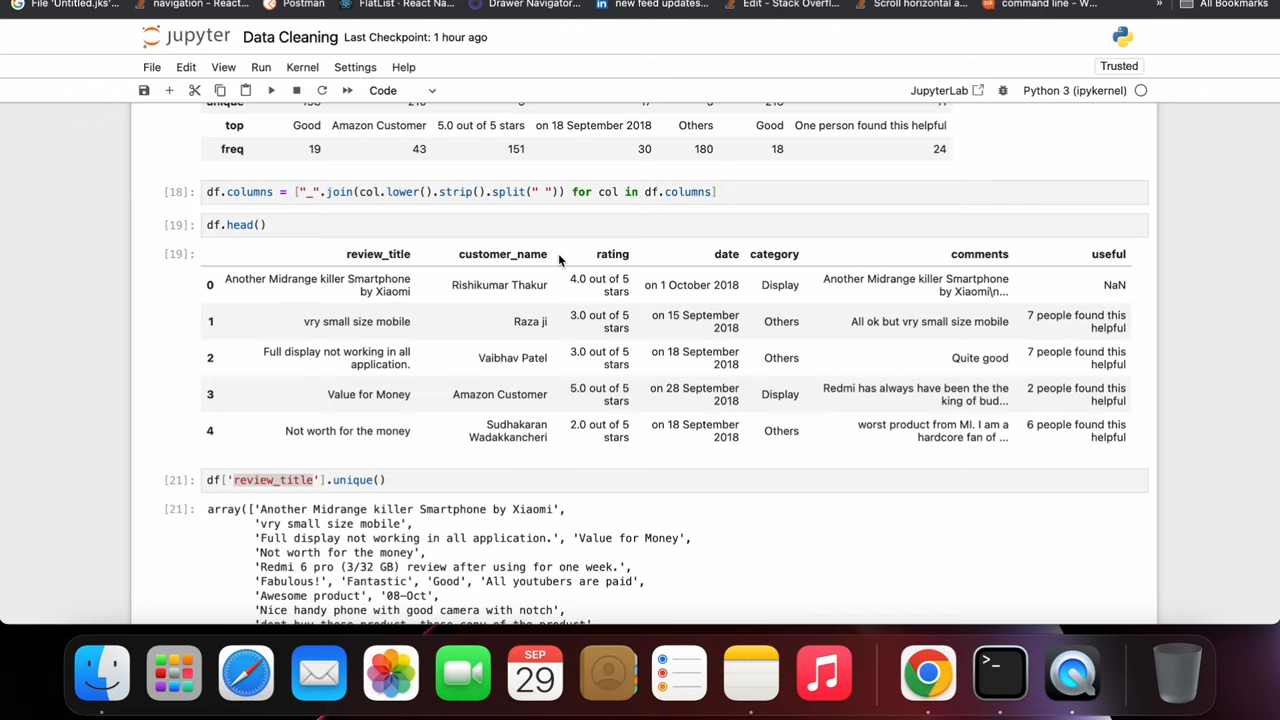 File 'Untitled.jks'... navigation - React... Postman FlatList · React Na... Drawer Navigator... new feed updates... Edit - Stack Overfl... Scroll horizontal a... command line - W... » All Bookmarks
jupyter Data Cleaning Last Checkpoint: 1 hour ago
File Edit View Run Kernel Settings Help Trusted
Code JupyterLab Python 3 (ipykernel)
top Good Amazon Customer 5.0 out of 5 stars on 18 September 2018 Others Good One person found this helpful
freq 19 43 151 30 180 18 24
[18]: df.columns = ["_".join(col.lower().strip().split(" ")) for col in df.columns]
[19]: df.head()
[19]: review_title customer_name rating date category comments useful
0 Another Midrange killer Smartphone by Xiaomi Rishikumar Thakur 4.0 out of 5 stars on 1 October 2018 Display Another Midrange killer Smartphone by Xiaomi\n... NaN
1 vry small size mobile Raza ji 3.0 out of 5 stars on 15 September 2018 Others All ok but vry small size mobile 7 people found this helpful
2 Full display not working in all application. Vaibhav Patel 3.0 out of 5 stars on 18 September 2018 Others Quite good 7 people found this helpful
3 Value for Money Amazon Customer 5.0 out of 5 stars on 28 September 2018 Display Redmi has always have been the the king of bud... 2 people found this helpful
4 Not worth for the money Sudhakaran Wadakkancheri 2.0 out of 5 stars on 18 September 2018 Others worst product from MI. I am a hardcore fan of ... 6 people found this helpful
[21]: df['review_title'].unique()
[21]: array(['Another Midrange killer Smartphone by Xiaomi',
'vry small size mobile',
'Full display not working in all application.', 'Value for Money',
'Not worth for the money',
'Redmi 6 pro (3/32 GB) review after using for one week.',
'Fabulous!', 'Fantastic', 'Good', 'All youtubers are paid',
'Awesome product', '08-Oct',
'Nice handy phone with good camera with notch',
SEP
29